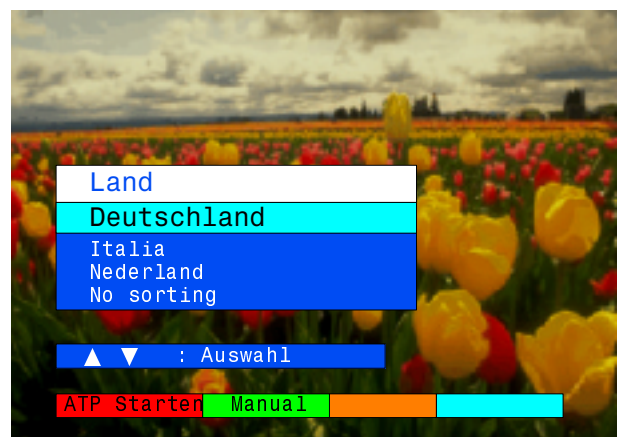 Land
Deutschland
Italia
Nederland
No sorting
▲ ▼ : Auswahl
ATP Starten Manual